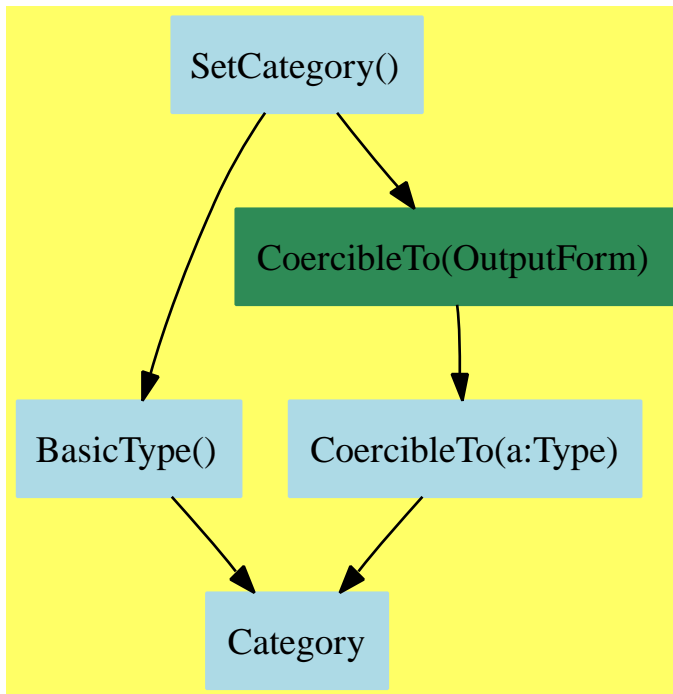 SetCategory()
CoercibleTo(OutputForm)
BasicType()
CoercibleTo(a:Type)
Category